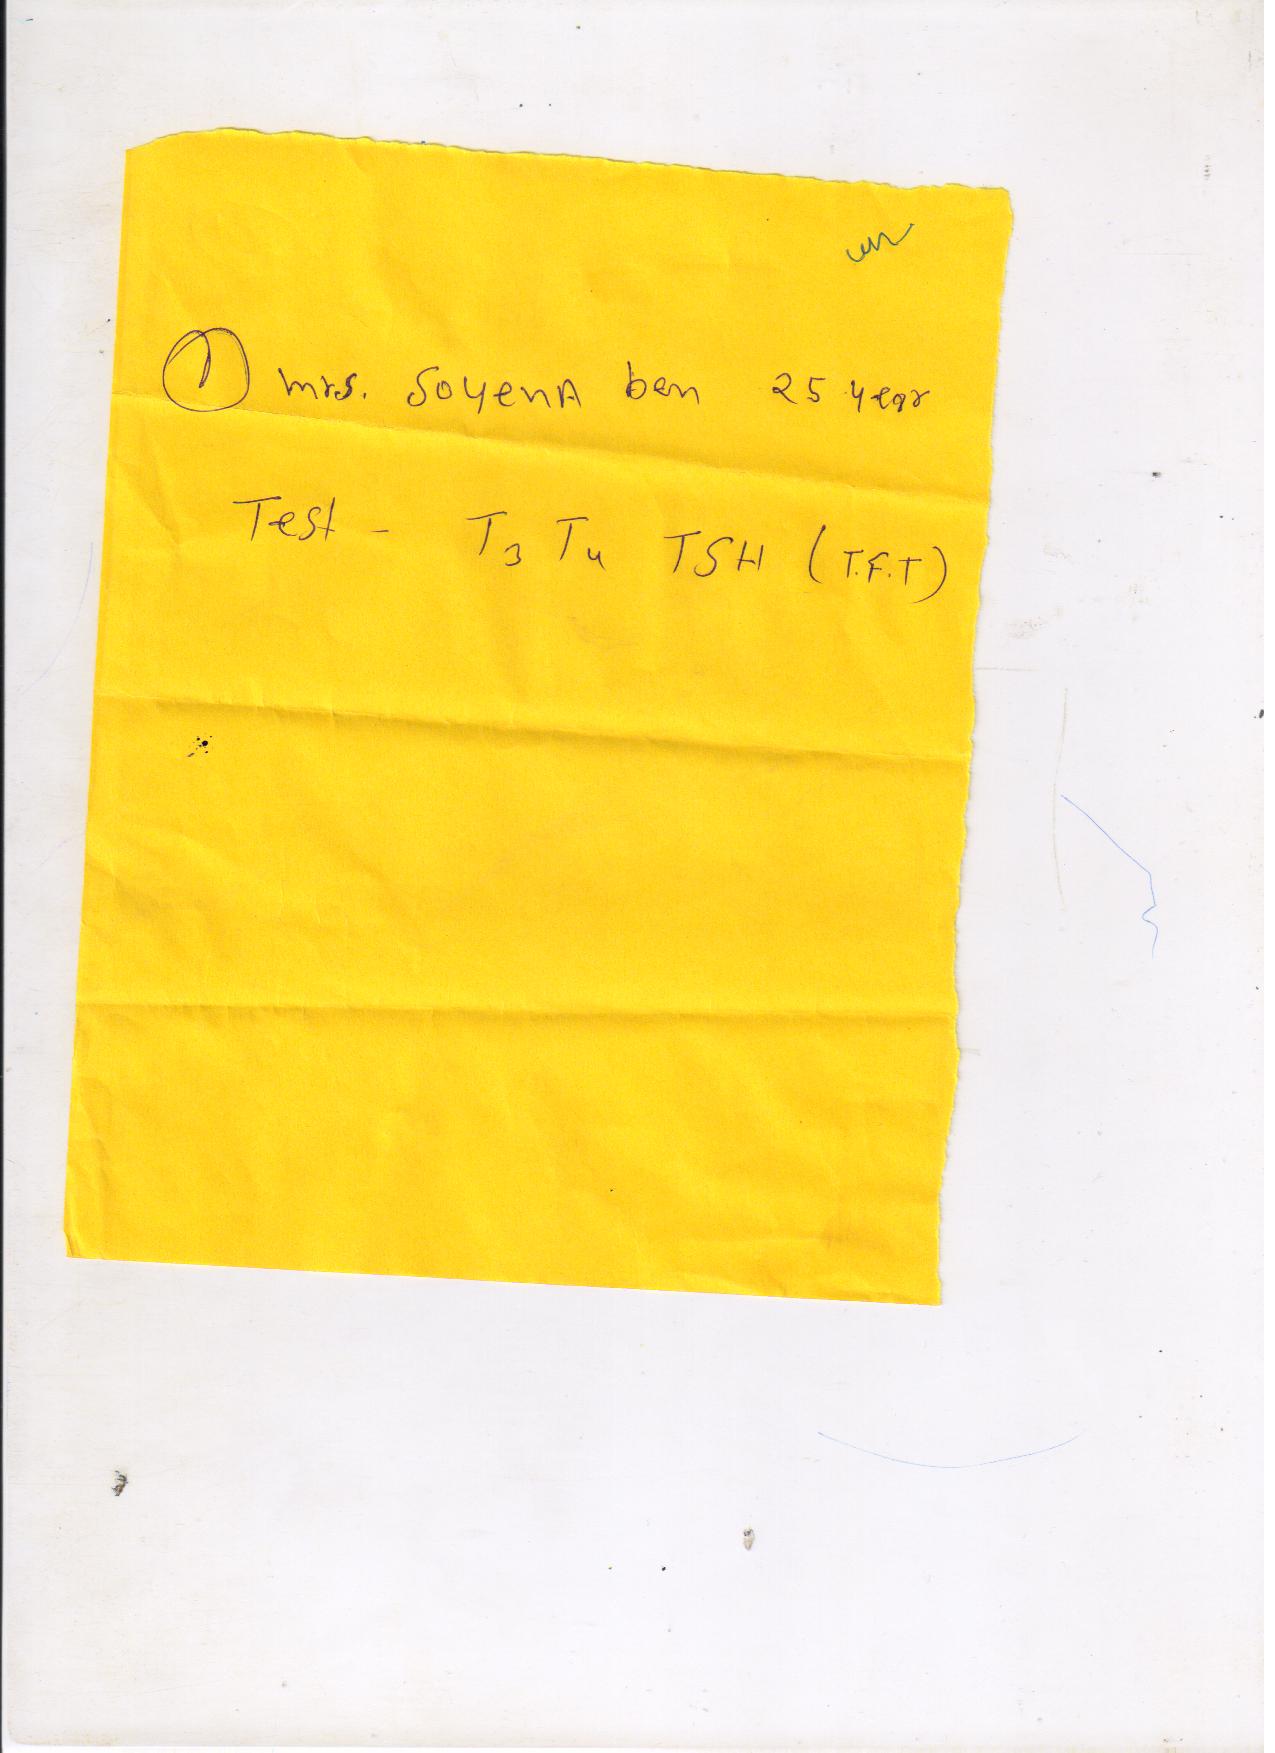 ① mrs. SoyenA ben 25 year
Test - T3 T4 TSH (T.F.T)